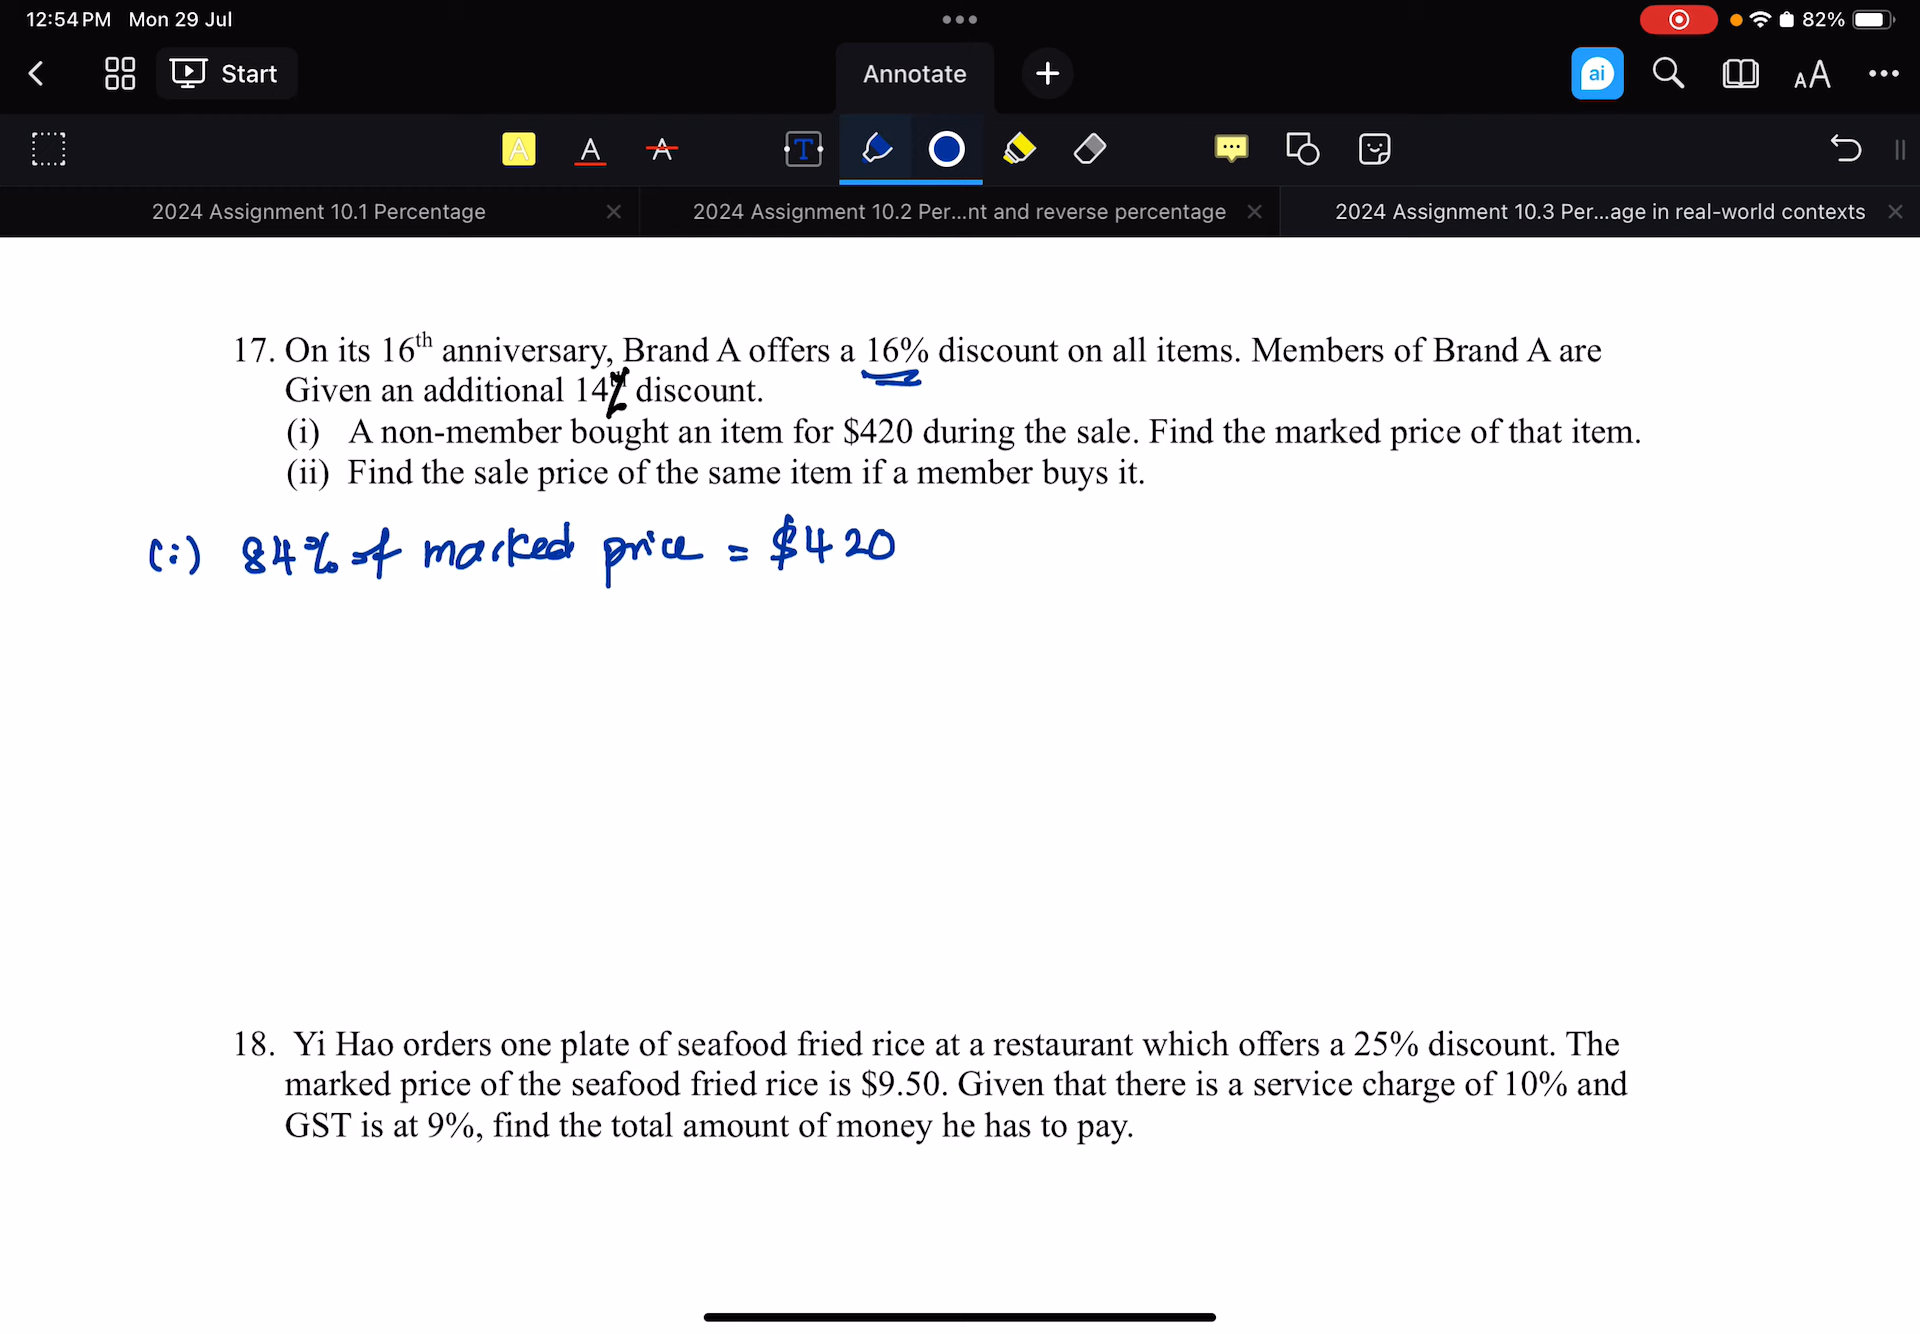 12:54 PM Mon 29 Jul
82%
Start
Annotate
ai
AA
A A A T
2024 Assignment 10.1 Percentage
2024 Assignment 10.2 Per...nt and reverse percentage
2024 Assignment 10.3 Per...age in real-world contexts
17. On its 16th anniversary, Brand A offers a 16% discount on all items. Members of Brand A are
Given an additional 14% discount.
(i) A non-member bought an item for $420 during the sale. Find the marked price of that item.
(ii) Find the sale price of the same item if a member buys it.
(i) 84% of marked price = $420
18. Yi Hao orders one plate of seafood fried rice at a restaurant which offers a 25% discount. The
marked price of the seafood fried rice is $9.50. Given that there is a service charge of 10% and
GST is at 9%, find the total amount of money he has to pay.